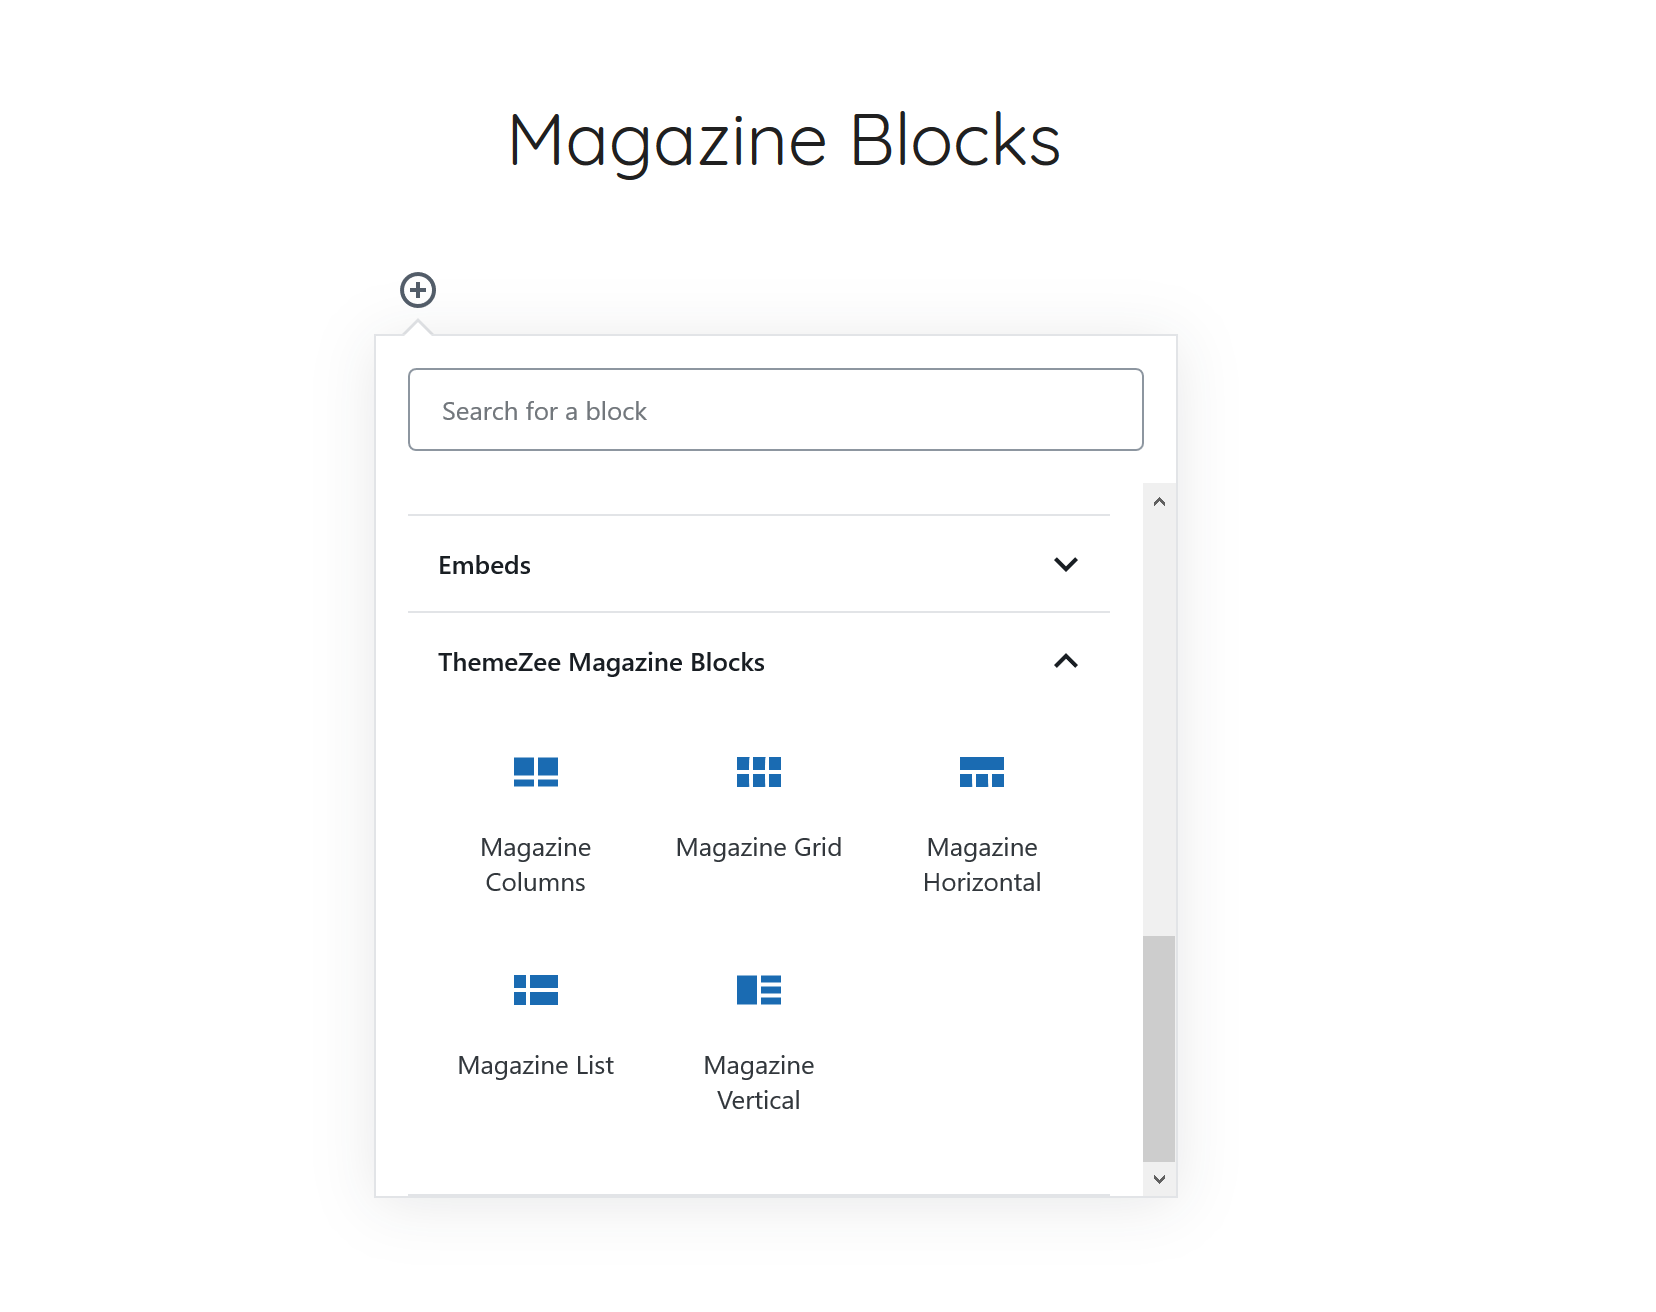 Magazine Blocks
Search for a block
Embeds
ThemeZee Magazine Blocks
Magazine
Columns
Magazine Grid
Magazine
Horizontal
Magazine List
Magazine
Vertical